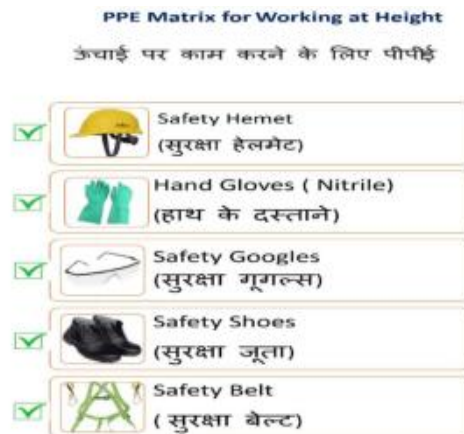 PPE Matrix for Working at Height
ऊंचाई पर काम करने के लिए पीपीई
Safety Hemet
(सुरक्षा हेलमेट)
Hand Gloves ( Nitrile)
(हाथ के दस्ताने)
Safety Googles
(सुरक्षा गूगल्स)
Safety Shoes
(सुरक्षा जूता)
Safety Belt
( सुरक्षा बेल्ट)